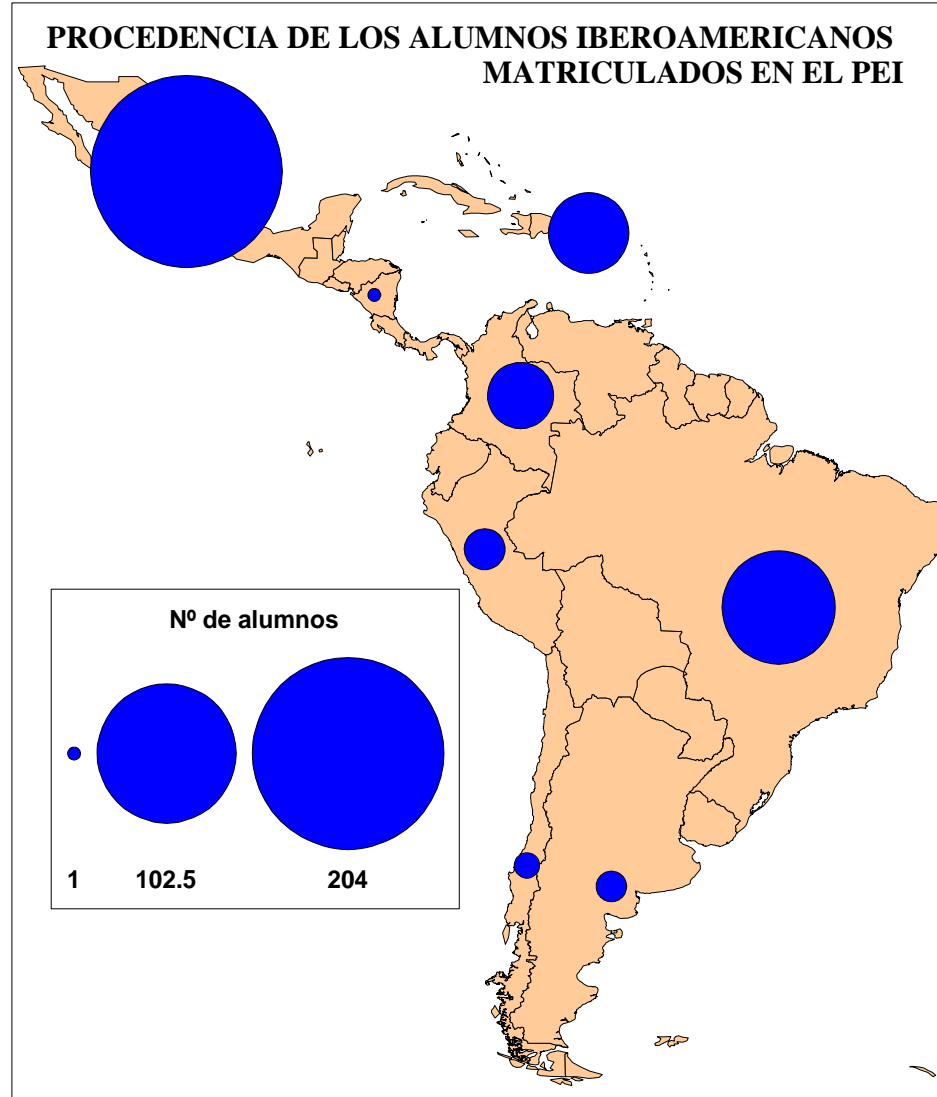 PROCEDENCIA DE LOS ALUMNOS IBEROAMERICANOS
MATRICULADOS EN EL PEI
Nº de alumnos
1 102.5 204